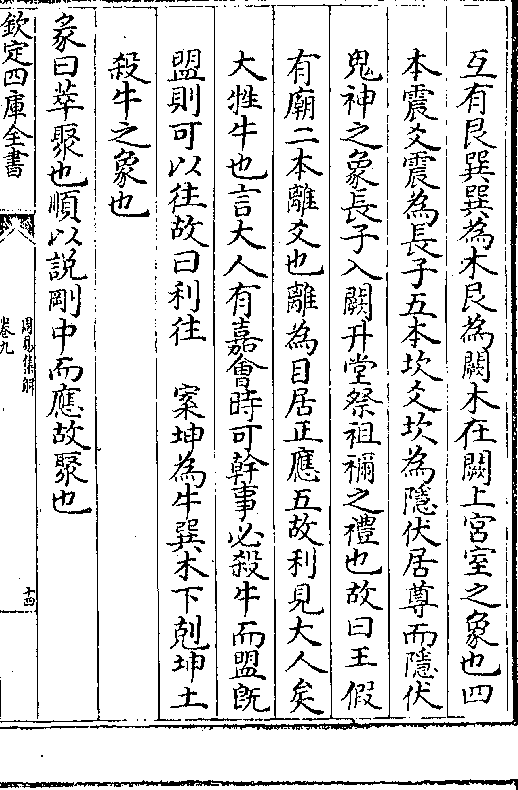 互有艮巽巽為木艮為闕木在闕上宮室之象也四
本震爻震為長子五本坎爻坎為隱伏居尊而隱伏
鬼神之象長子入闕升堂祭祖禰之禮也故曰王假
有廟二本離爻也離為目居正應五故利見大人矣
大牲牛也言大人有嘉會時可幹事必殺牛而盟既
盟則可以往故曰利往　案坤為牛巽木下剋坤土
殺牛之象也
彖曰萃聚也順以說剛中而應故聚也
欽定四庫全書
周易集解
卷九
十四